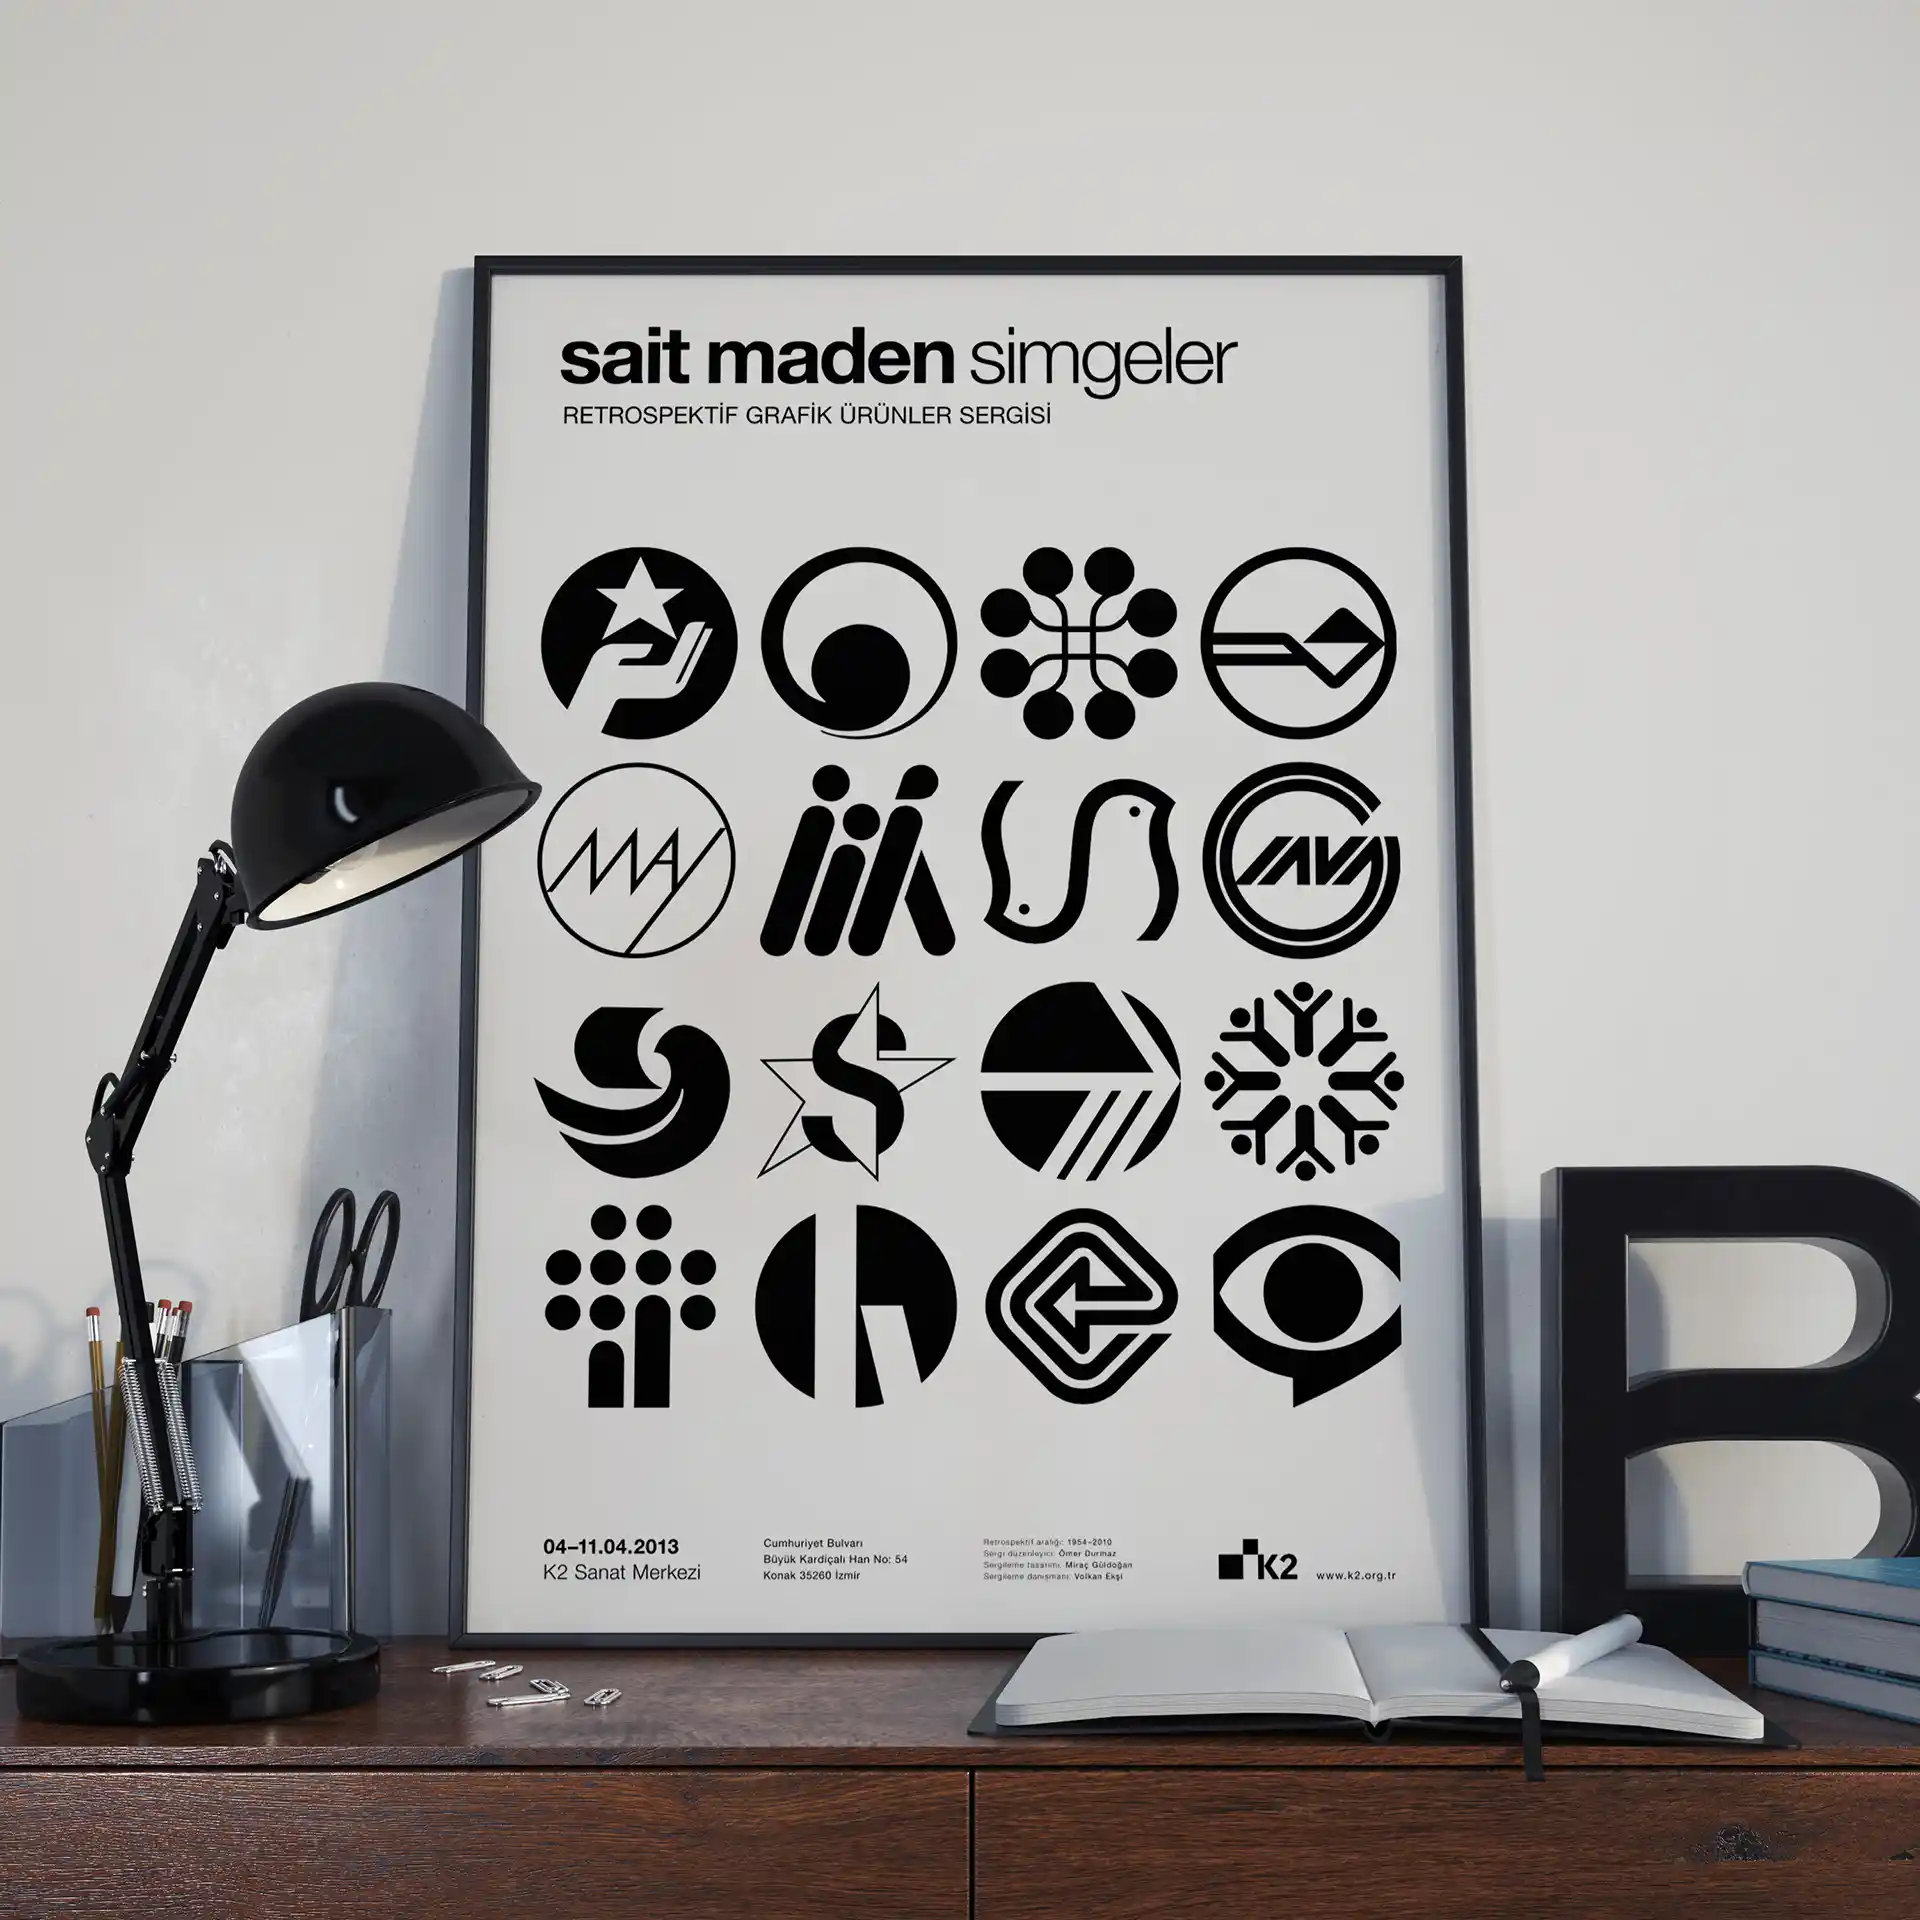 sait maden simgeler
RETROSPEKTİF GRAFİK ÜRÜNLER SERGİSİ
MAY
MAVA
S
04–11.04.2013
K2 Sanat Merkezi
Cumhuriyet Bulvarı
Büyük Kardiçalı Han No: 54
Konak 35260 İzmir
Retrospektif aralığı: 1954–2010
Sergi düzenleyici: Ömer Durmaz
Sergileme tasarımı: Miraç Güldoğan
Sergileme danışmanı: Volkan Ekşi
K2
www.k2.org.tr
B